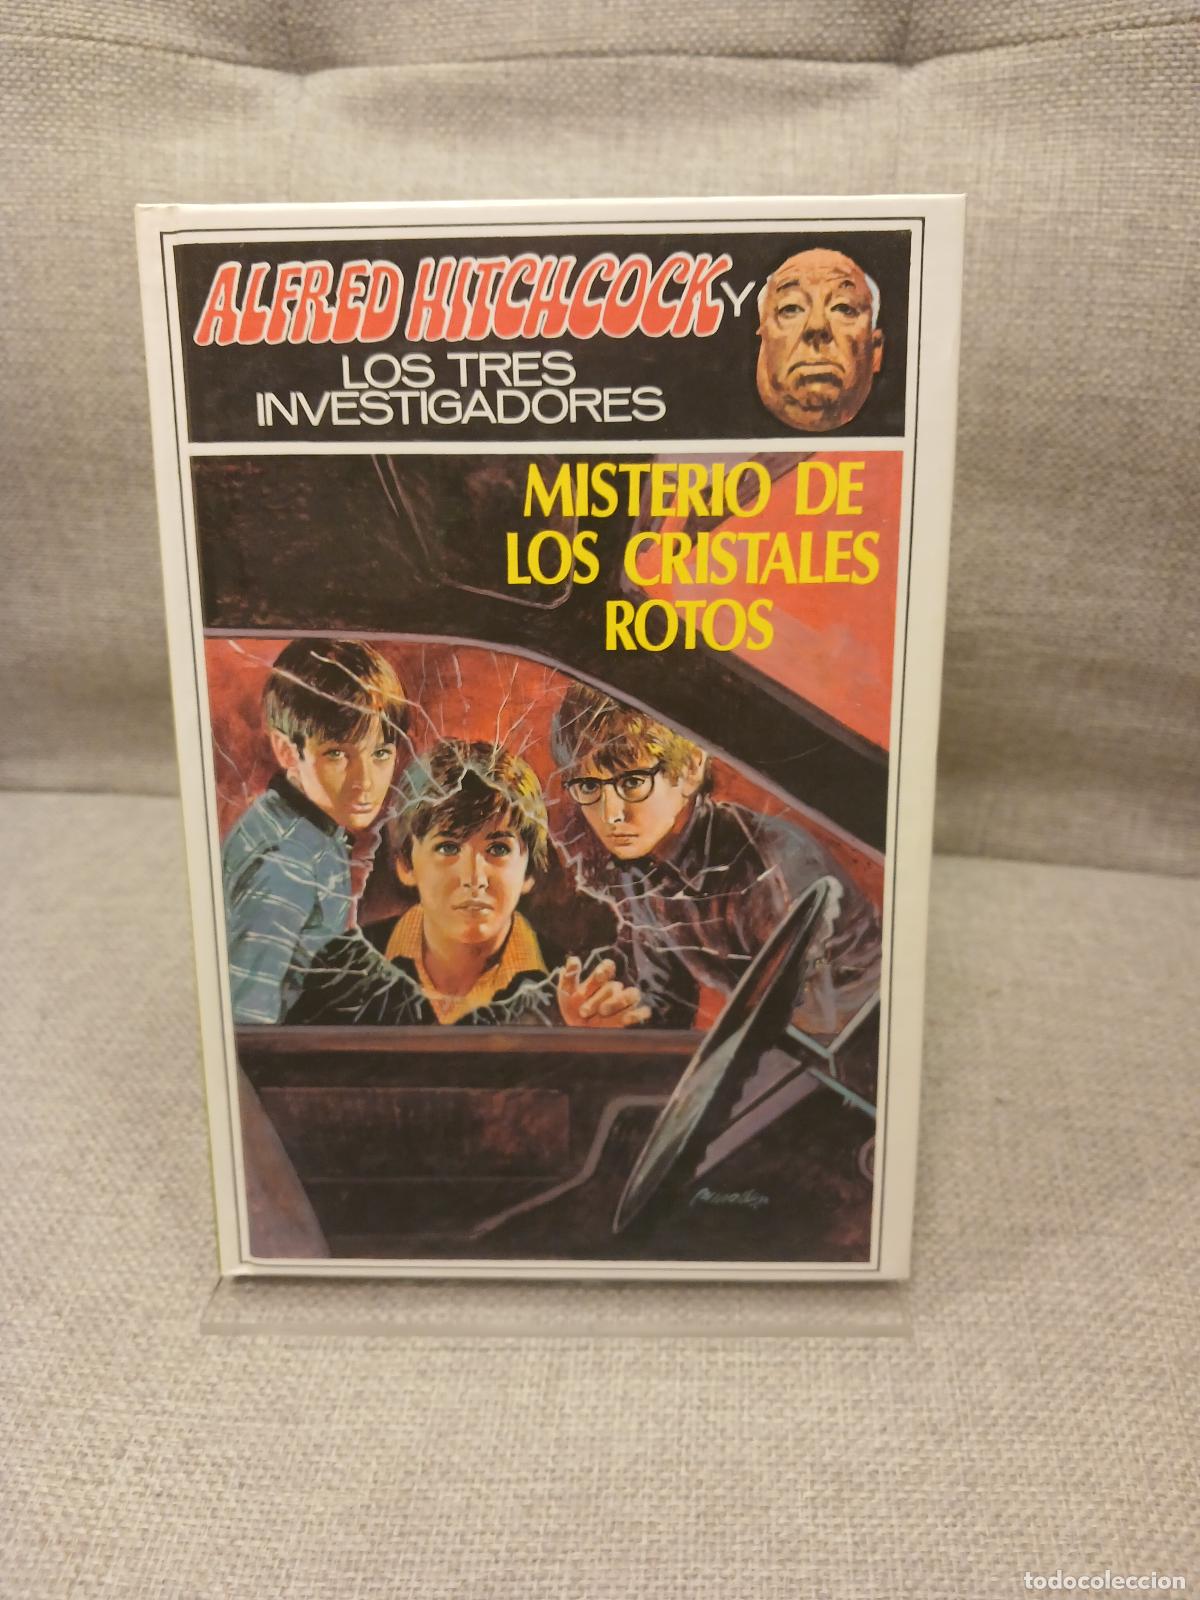 ALFRED HITCHCOCK Y
LOS TRES
INVESTIGADORES
MISTERIO DE
LOS CRISTALES
ROTOS
todocoleccion